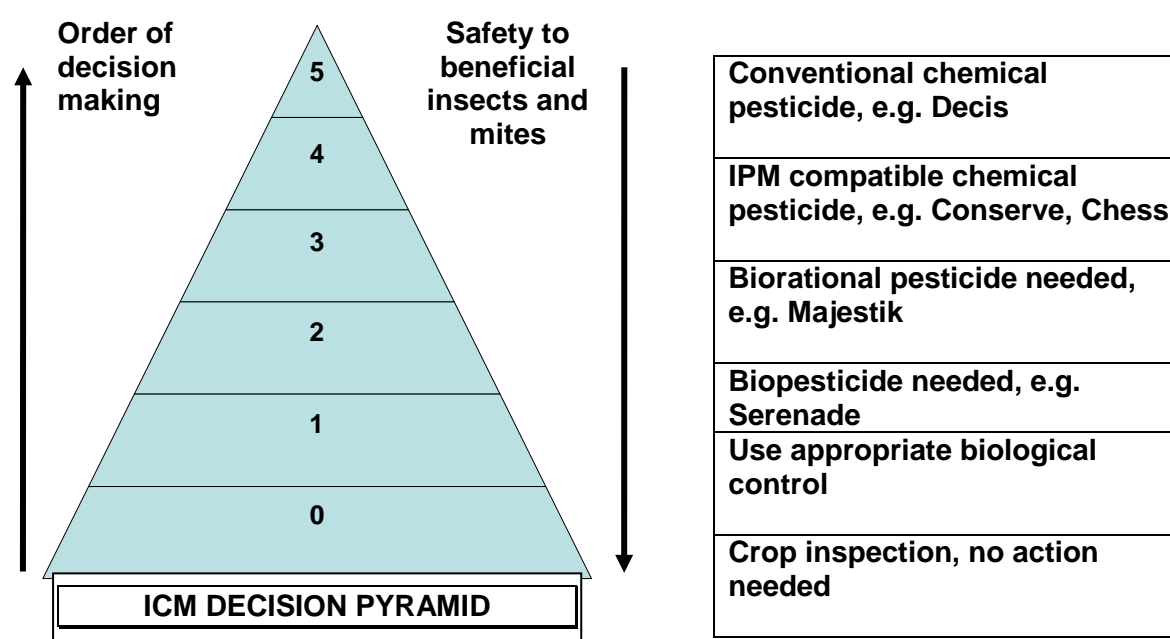 Order of
decision
making
Safety to
beneficial
insects and
mites
5
4
3
2
1
0
ICM DECISION PYRAMID
Conventional chemical
pesticide, e.g. Decis
IPM compatible chemical
pesticide, e.g. Conserve, Chess
Biorational pesticide needed,
e.g. Majestik
Biopesticide needed, e.g.
Serenade
Use appropriate biological
control
Crop inspection, no action
needed